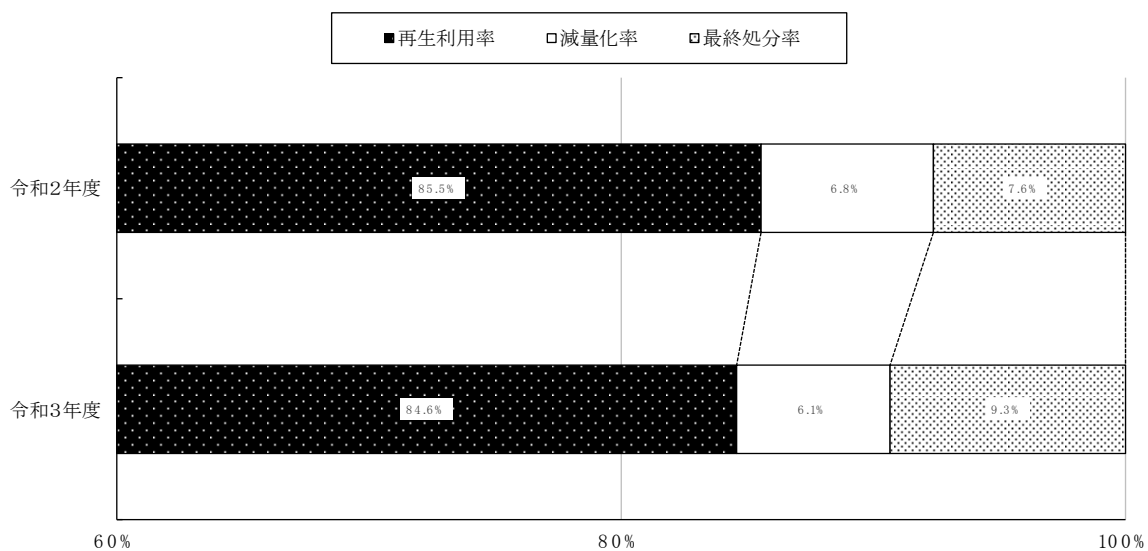 ■再生利用率 □減量化率 最終処分率
令和2年度
85.5% 6.8% 7.6%
令和3年度
84.6% 6.1% 9.3%
60% 80% 100%